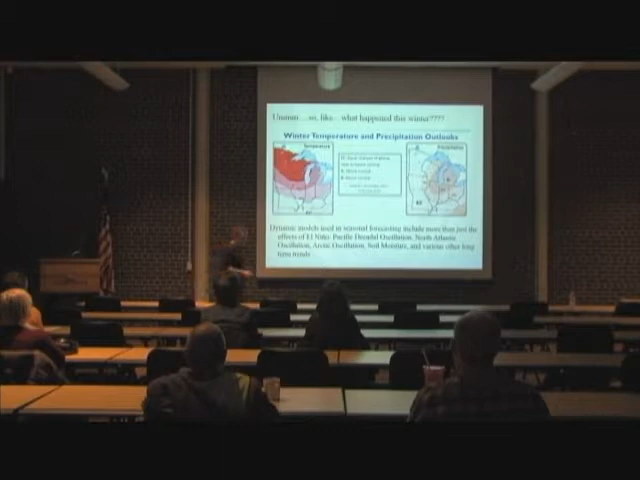 Ummm.....so, like... what happened this winter????
Winter Temperature and Precipitation Outlooks
Temperature
Precipitation
Dynamic models used in seasonal forecasting include more than just the
effects of El Niño: Pacific Decadal Oscillation, North Atlantic
Oscillation, Arctic Oscillation, Soil Moisture, and various other long
term trends